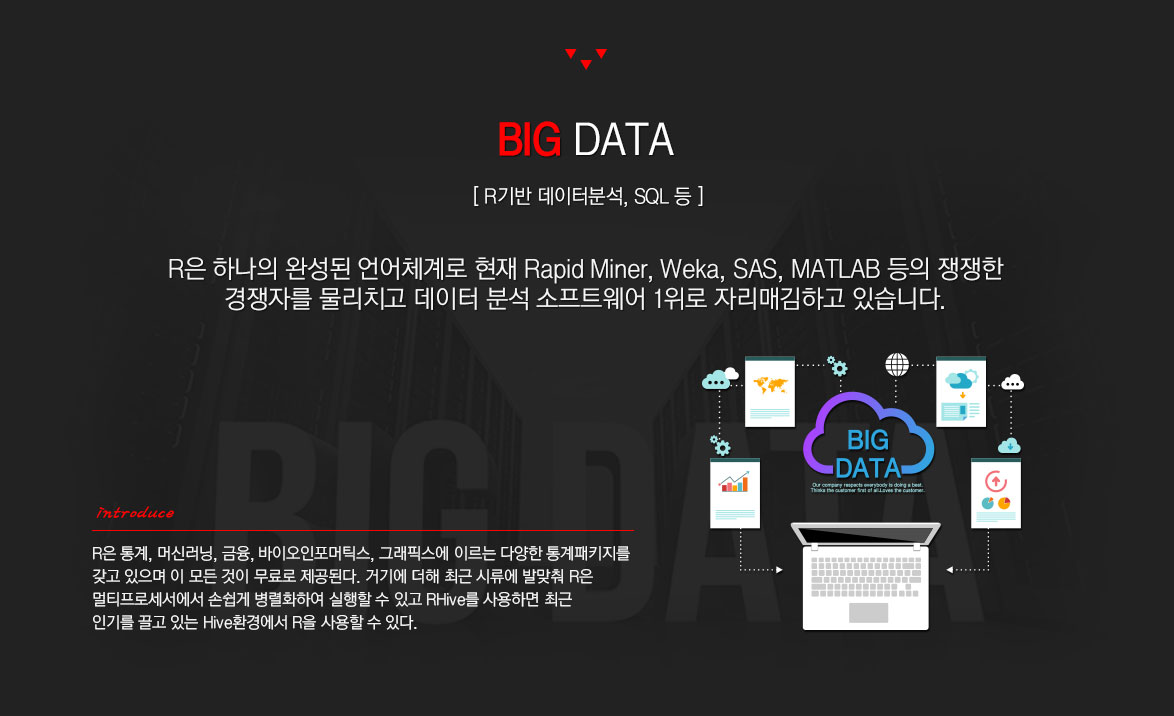 BIG DATA
[ R기반 데이터분석, SQL 등 ]
R은 하나의 완성된 언어체계로 현재 Rapid Miner, Weka, SAS, MATLAB 등의 쟁쟁한
경쟁자를 물리치고 데이터 분석 소프트웨어 1위로 자리매김하고 있습니다.
BIG DATA
BIG
DATA
Our company respects everybody is doing a best.
Thinks the customer first of all.Loves the customer.
introduce
R은 통계, 머신러닝, 금융, 바이오인포머틱스, 그래픽스에 이르는 다양한 통계패키지를
갖고 있으며 이 모든 것이 무료로 제공된다. 거기에 더해 최근 시류에 발맞춰 R은
멀티프로세서에서 손쉽게 병렬화하여 실행할 수 있고 RHive를 사용하면 최근
인기를 끌고 있는 Hive환경에서 R을 사용할 수 있다.